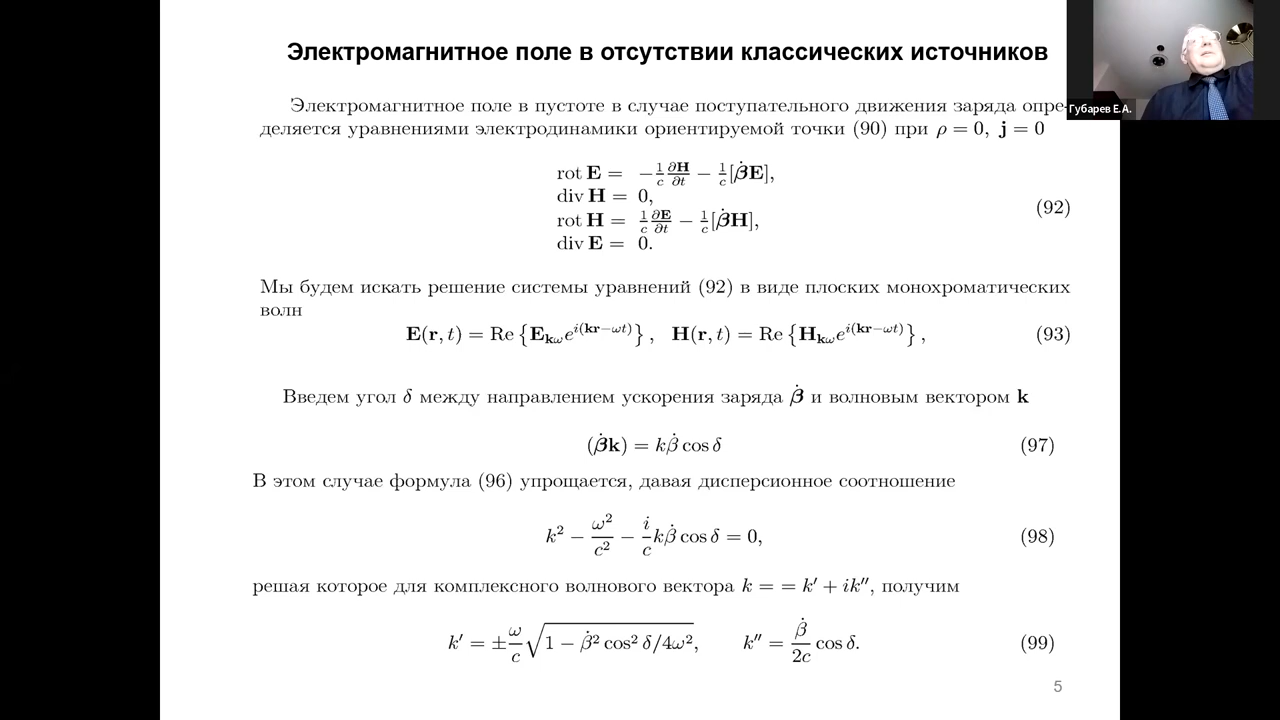 Электромагнитное поле в отсутствии классических источников
Губарев Е.А.
Электромагнитное поле в пустоте в случае поступательного движения заряда опре-
деляется уравнениями электродинамики ориентируемой точки (90) при ρ = 0, j = 0
rot E = −1/c ∂H/∂t − 1/c [β̇E],
div H = 0,
rot H = 1/c ∂E/∂t − 1/c [β̇H],
div E = 0.
(92)
Мы будем искать решение системы уравнений (92) в виде плоских монохроматических
волн
E(r, t) = Re {E_kω e^{i(kr−ωt)}}, H(r, t) = Re {H_kω e^{i(kr−ωt)}}, (93)
Введем угол δ между направлением ускорения заряда β̇ и волновым вектором k
(β̇k) = kβ̇ cos δ (97)
В этом случае формула (96) упрощается, давая дисперсионное соотношение
k² − ω²/c² − i/c kβ̇ cos δ = 0, (98)
решая которое для комплексного волнового вектора k = = k′ + ik″, получим
k′ = ±ω/c √(1 − β̇² cos² δ/4ω²), k″ = β̇/2c cos δ. (99)
5